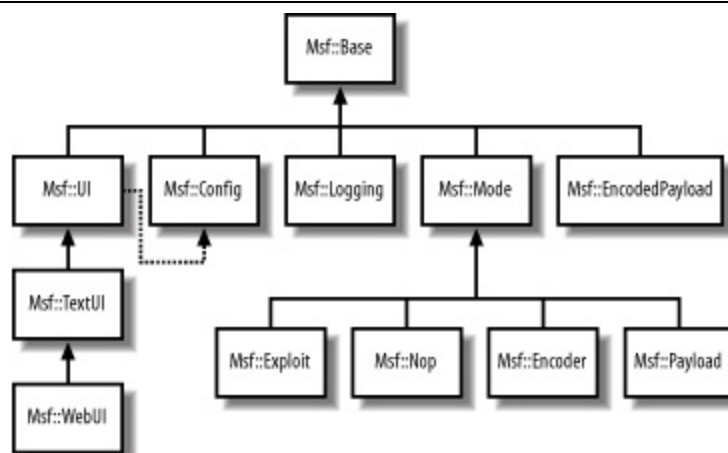 Msf::Base
Msf::UI
Msf::Config
Msf::Logging
Msf::Mode
Msf::EncodedPayload
Msf::TextUI
Msf::Exploit
Msf::Nop
Msf::Encoder
Msf::Payload
Msf::WebUI